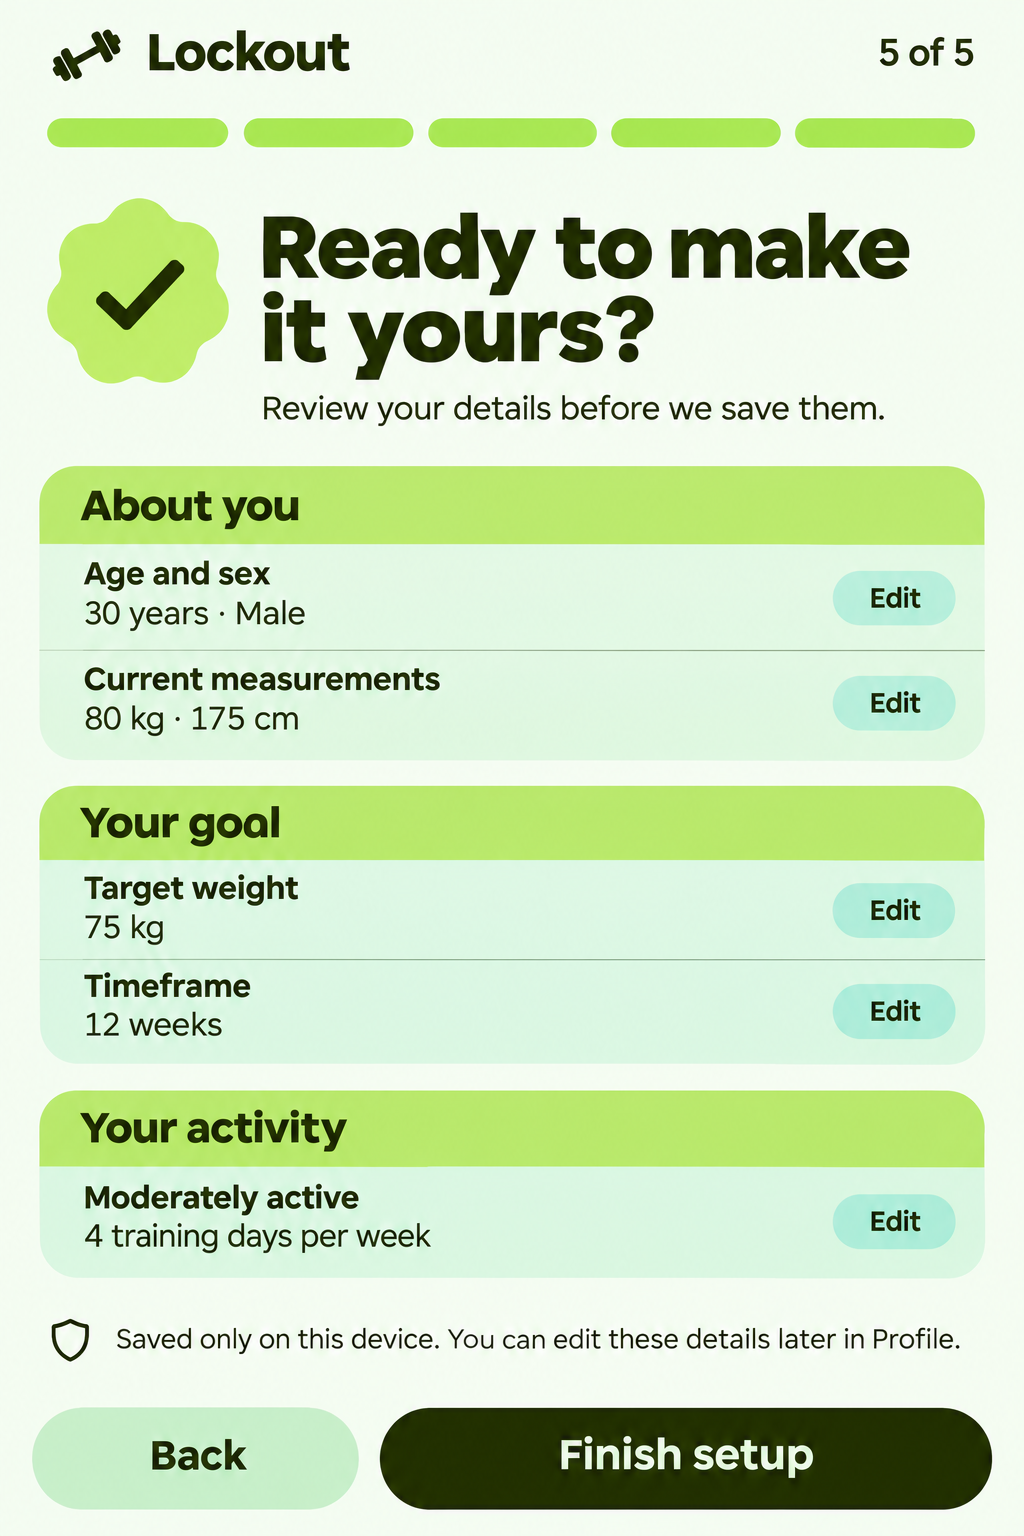 Lockout
5 of 5
Ready to make
it yours?
Review your details before we save them.
About you
Age and sex
30 years · Male
Edit
Current measurements
80 kg · 175 cm
Edit
Your goal
Target weight
75 kg
Edit
Timeframe
12 weeks
Edit
Your activity
Moderately active
4 training days per week
Edit
Saved only on this device. You can edit these details later in Profile.
Back
Finish setup